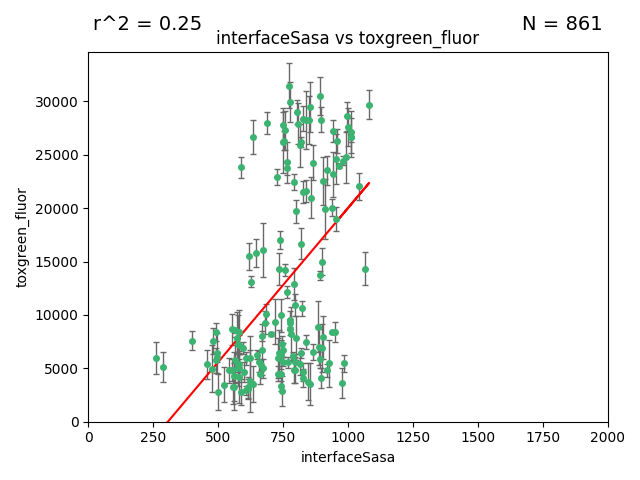 r^2 = 0.25
N = 861
interfaceSasa vs toxgreen_fluor
30000
25000
20000
15000
10000
5000
0
toxgreen_fluor
0 250 500 750 1000 1250 1500 1750 2000
interfaceSasa